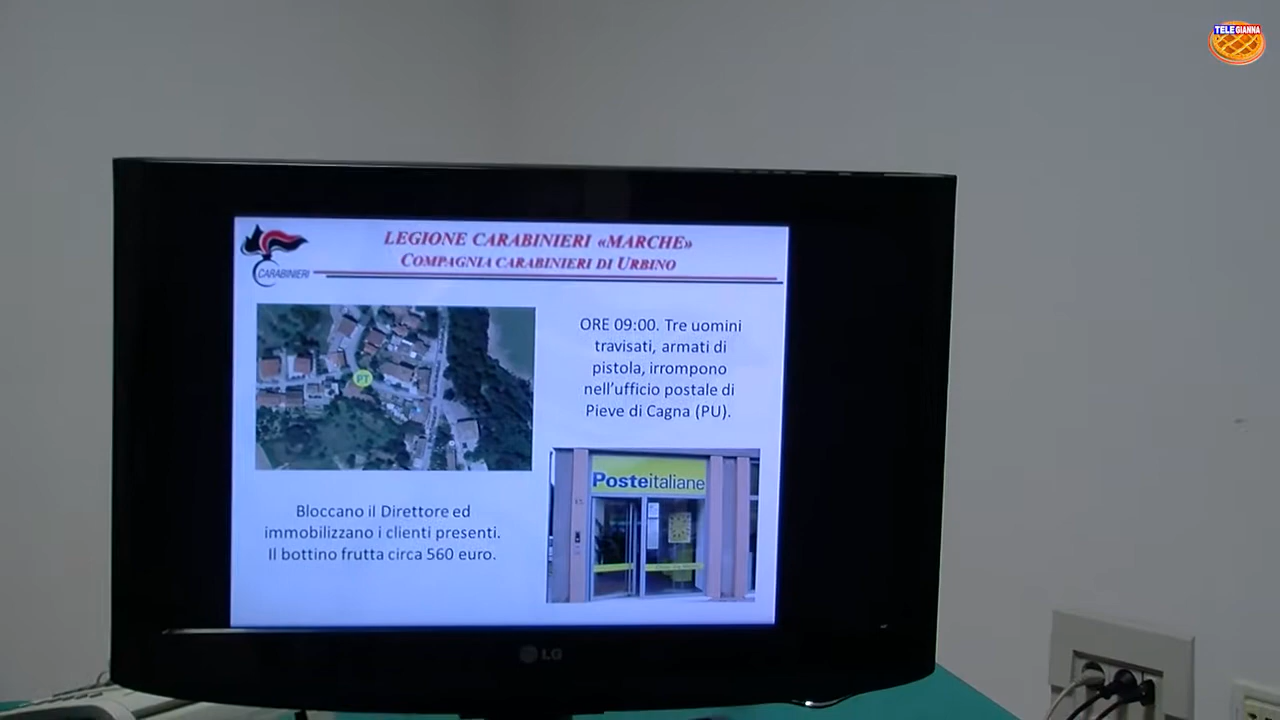 TELE GIANNA
LEGIONE CARABINIERI «MARCHE»
COMPAGNIA CARABINIERI DI URBINO
CARABINIERI
ORE 09:00. Tre uomini
travisati, armati di
pistola, irrompono
nell'ufficio postale di
Pieve di Cagna (PU).
PT
Posteitaliane
Bloccano il Direttore ed
immobilizzano i clienti presenti.
Il bottino frutta circa 560 euro.
LG